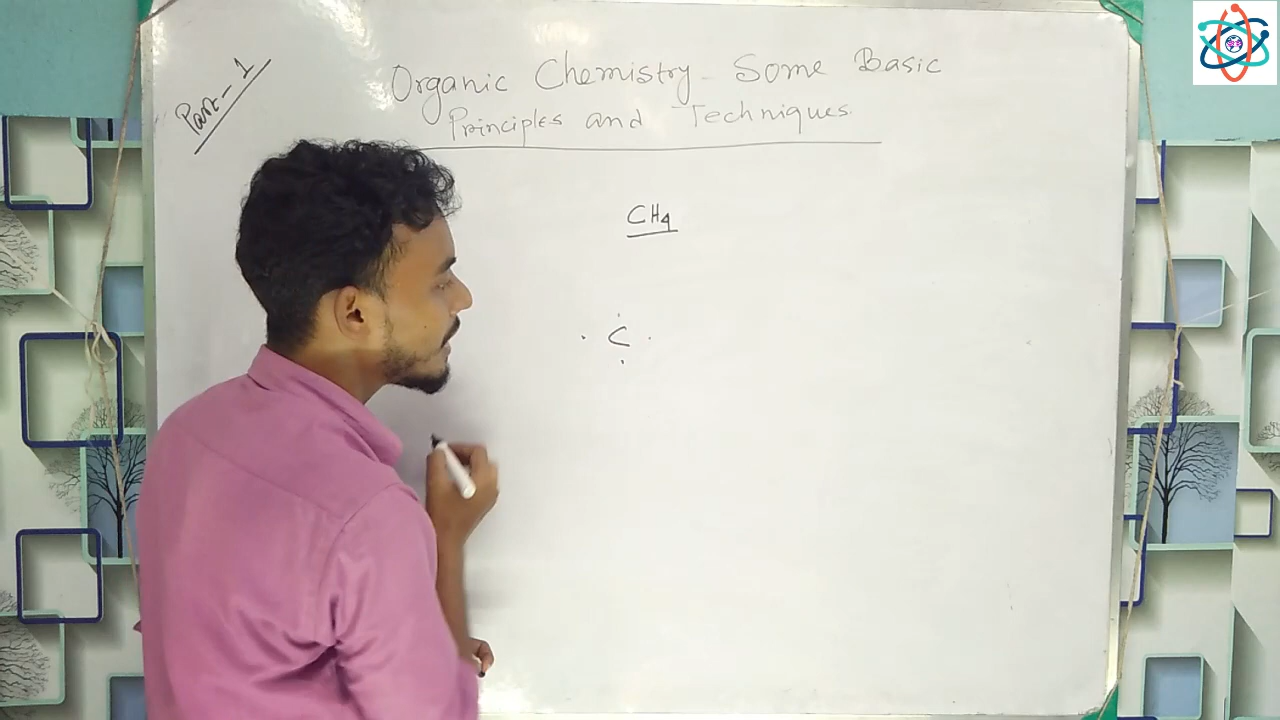 Part-1
Organic Chemistry - Some Basic
Principles and Techniques.
CH4
C